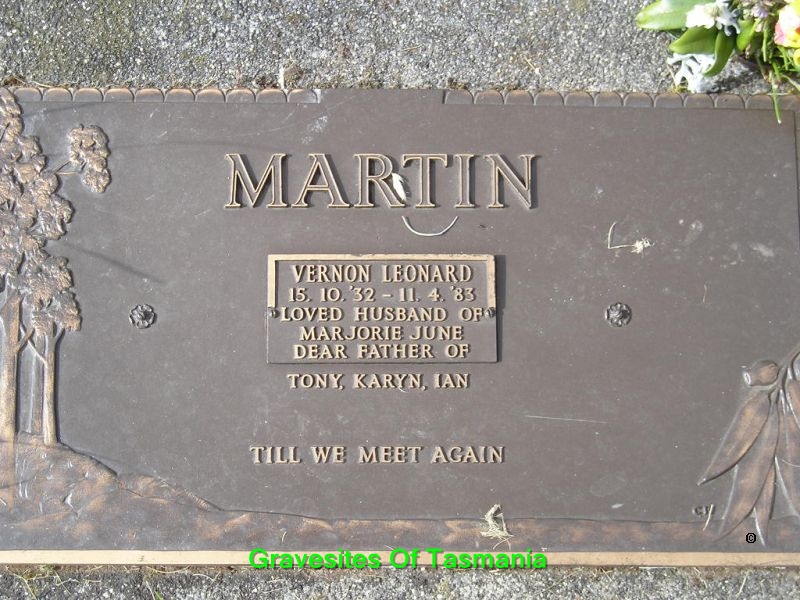 MARTIN
VERNON LEONARD
15. 10. '32 - 11. 4. '83
LOVED HUSBAND OF
MARJORIE JUNE
DEAR FATHER OF
TONY, KARYN, IAN
TILL WE MEET AGAIN
©
Gravesites Of Tasmania